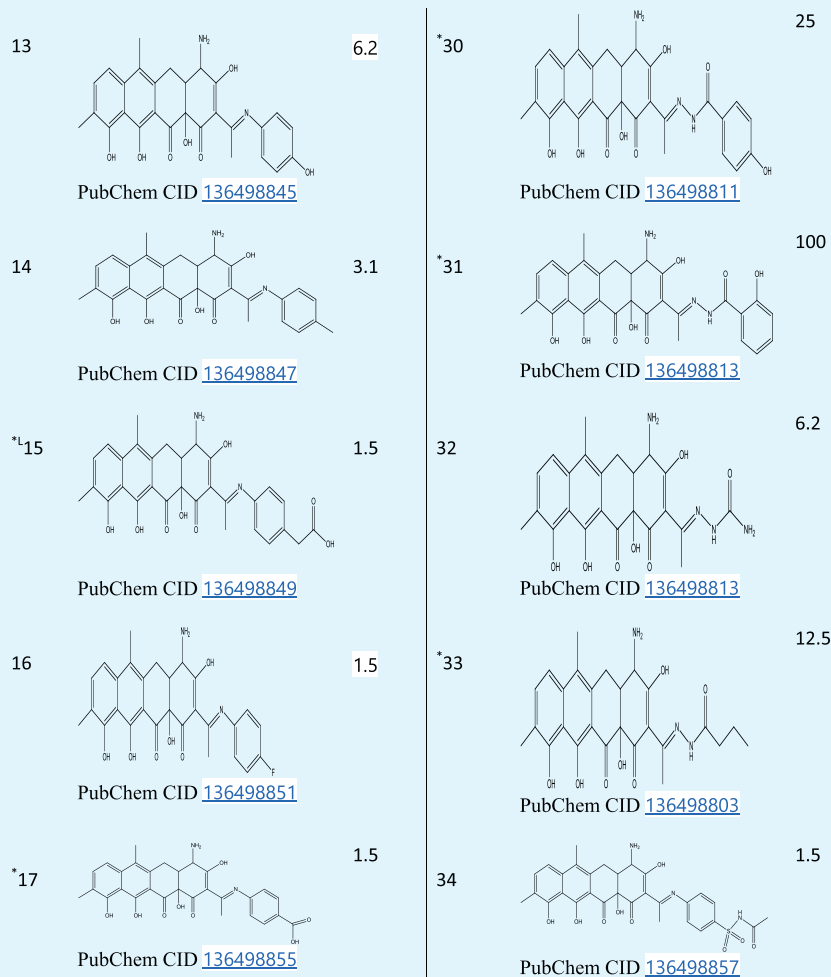 NH₂
13 6.2
OH
N
OH
OH OH O O
OH
PubChem CID 136498845
NH₂
14 OH 3.1
N
OH
OH OH O O
PubChem CID 136498847
NH₂
*L15 OH 1.5
N
OH O
OH OH O O
OH
PubChem CID 136498849
NH₂
16 OH 1.5
N
OH
OH OH O O
F
PubChem CID 136498851
NH₂
1.5
OH
*17
N
OH
OH OH O O O
OH
PubChem CID 136498855
NH₂
25
*30
OH
O
N
N
H
OH
OH OH O O
OH
PubChem CID 136498811
NH₂
100
*31 OH
O OH
N
N
H
OH
OH OH O O
PubChem CID 136498813
NH₂
6.2
32 OH
O
N
N
H
NH₂
OH
OH OH O O
PubChem CID 136498813
NH₂
12.5
*33 OH
O
N
N
H
OH
OH OH O O
PubChem CID 136498803
NH₂
1.5
OH
34
N
OH
H
N
OH OH O O
S
O O O
PubChem CID 136498857